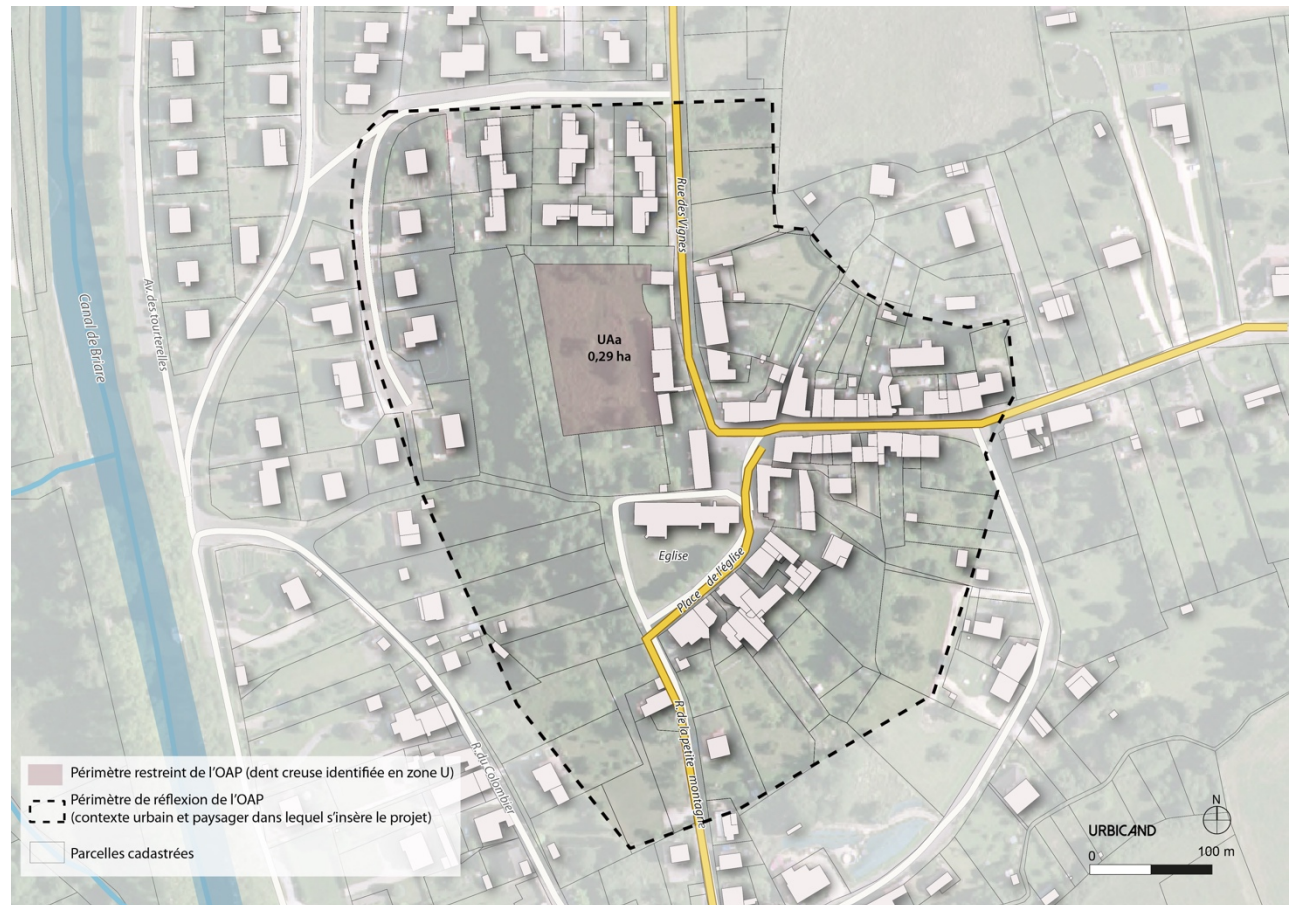 Rue des Vignes
Canal de Briare
Av. des tourterelles
UAa
0,29 ha
Eglise
Place de l'église
R. de la petite montagne
R. du Colombier
Périmètre restreint de l'OAP (dent creuse identifiée en zone U)
Périmètre de réflexion de l'OAP
(contexte urbain et paysager dans lequel s'insère le projet)
Parcelles cadastrées
N
URBICAND
0
100 m